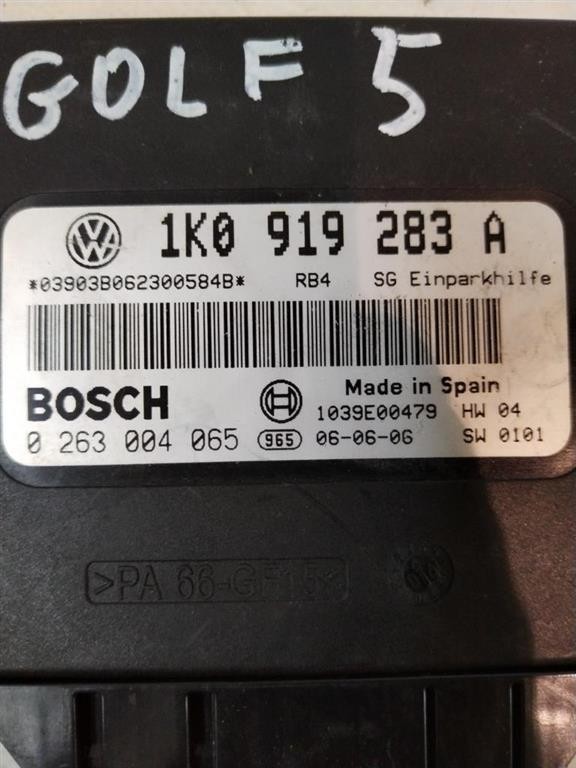 GOLF 5
1K0 919 283 A
*03903B062300584B* RB4 SG Einparkhilfe
BOSCH Made in Spain
1039E00479 HW 04
0 263 004 065 965 06-06-06 SW 0101
>PA 66-GF15<